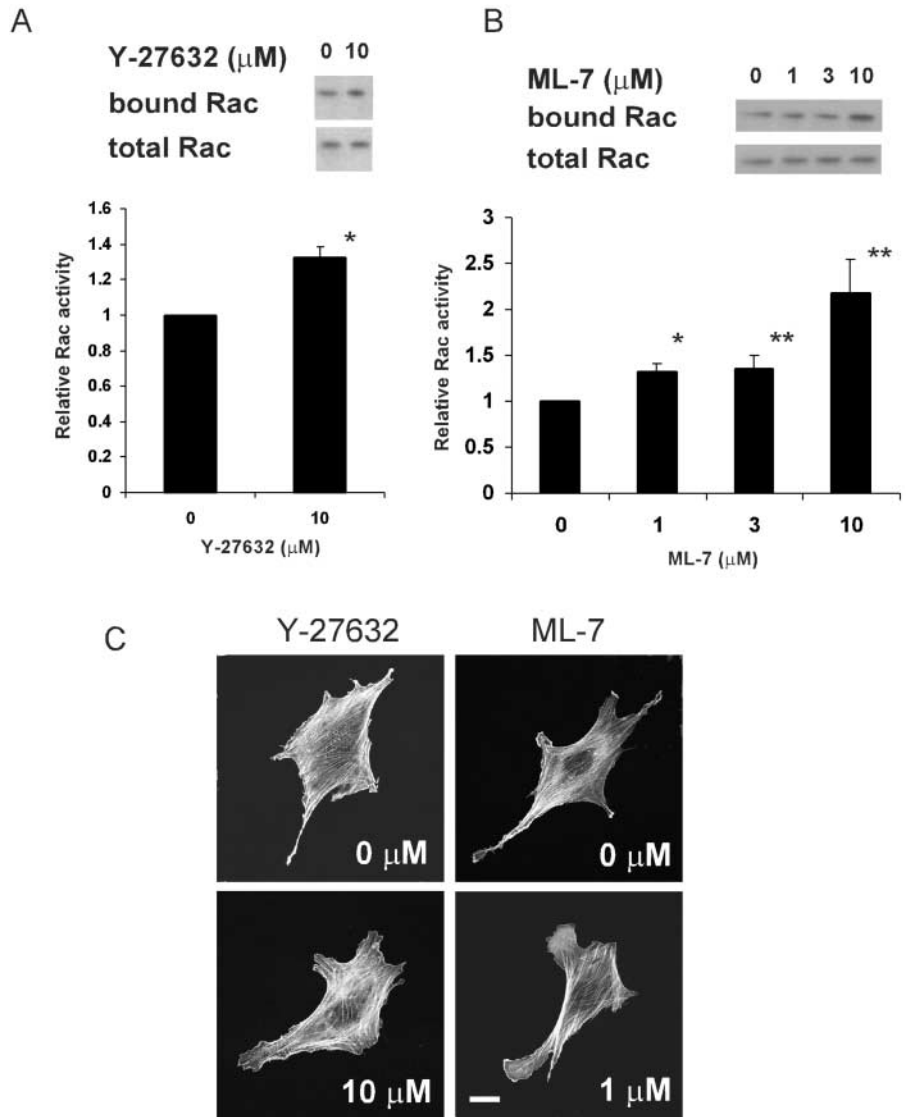 A
Y-27632 (μM) 0 10
bound Rac
total Rac
Relative Rac activity
1.6
1.4
1.2
1
0.8
0.6
0.4
0.2
0
*
0 10
Y-27632 (μM)
B
ML-7 (μM) 0 1 3 10
bound Rac
total Rac
Relative Rac activity
3
2.5
2
1.5
1
0.5
0
* ** **
0 1 3 10
ML-7 (μM)
C
Y-27632 ML-7
0 μM 0 μM
10 μM 1 μM